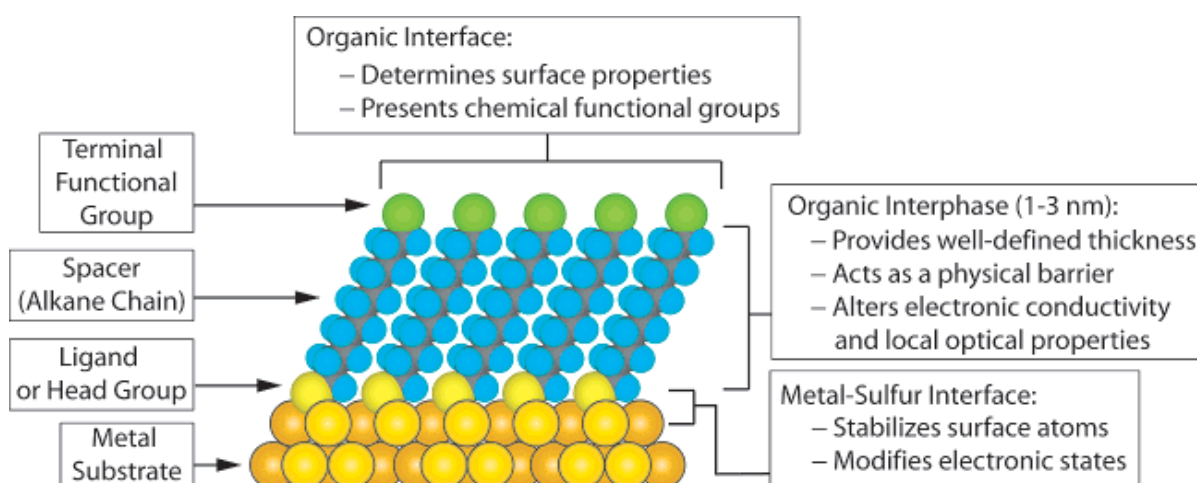 Organic Interface:
– Determines surface properties
– Presents chemical functional groups
Terminal
Functional
Group
Spacer
(Alkane Chain)
Ligand
or Head Group
Metal
Substrate
Organic Interphase (1-3 nm):
– Provides well-defined thickness
– Acts as a physical barrier
– Alters electronic conductivity
and local optical properties
Metal-Sulfur Interface:
– Stabilizes surface atoms
– Modifies electronic states